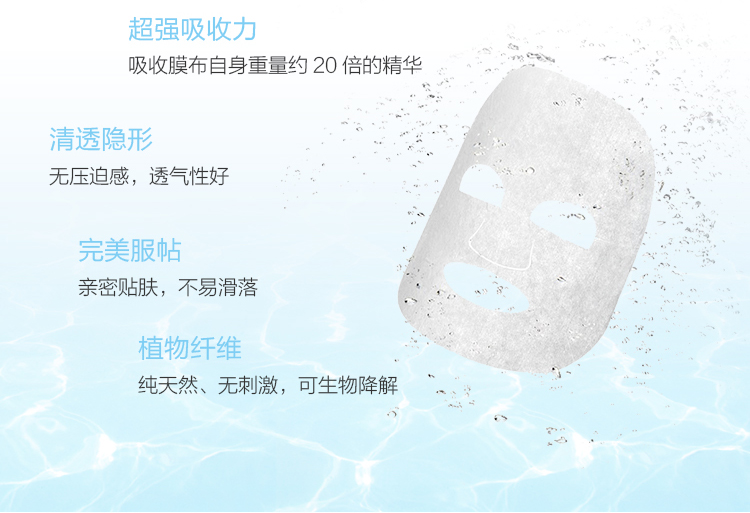 超强吸收力
吸收膜布自身重量约 20 倍的精华
清透隐形
无压迫感，透气性好
完美服帖
亲密贴肤，不易滑落
植物纤维
纯天然、无刺激，可生物降解